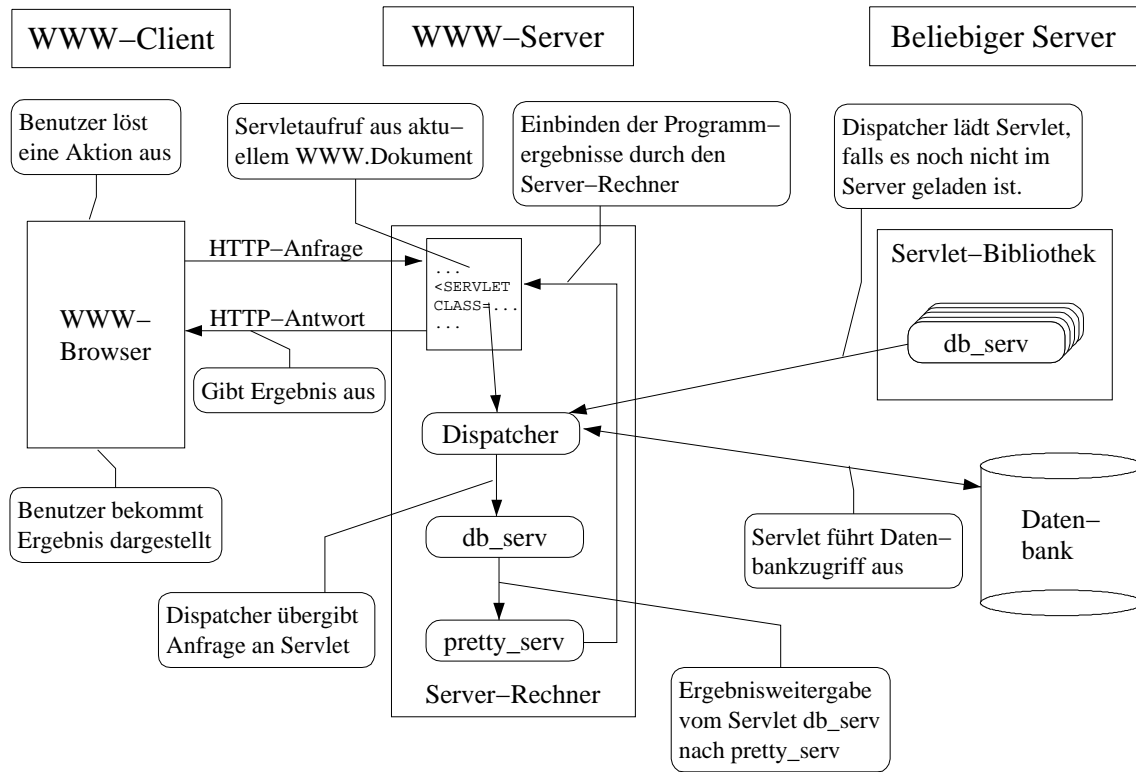 WWW–Client
WWW–Server
Beliebiger Server
Benutzer löst
eine Aktion aus
Servletaufruf aus aktu–
ellem WWW.Dokument
Einbinden der Programm–
ergebnisse durch den
Server–Rechner
Dispatcher lädt Servlet,
falls es noch nicht im
Server geladen ist.
HTTP–Anfrage
...
<SERVLET
CLASS=...
...
HTTP–Antwort
WWW–
Browser
Gibt Ergebnis aus
Servlet–Bibliothek
db_serv
Dispatcher
Benutzer bekommt
Ergebnis dargestellt
db_serv
Servlet führt Daten–
bankzugriff aus
Daten–
bank
Dispatcher übergibt
Anfrage an Servlet
pretty_serv
Server–Rechner
Ergebnisweitergabe
vom Servlet db_serv
nach pretty_serv